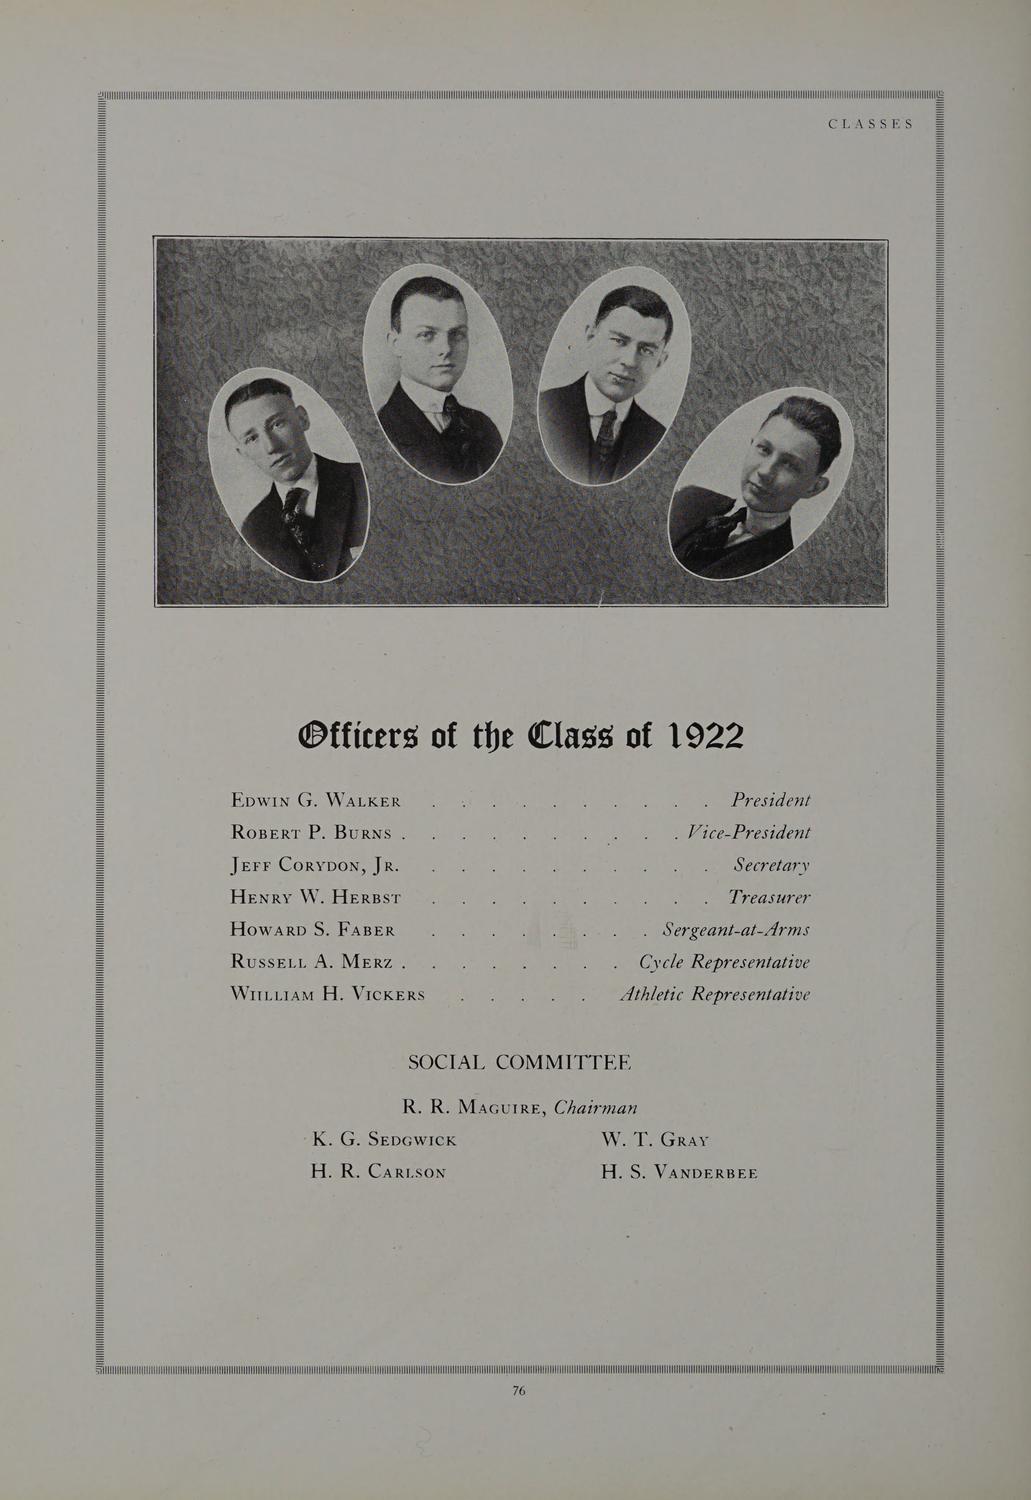 CLASSES
Officers of the Class of 1922
EDWIN G. WALKER . . . . . . . . . . President
ROBERT P. BURNS . . . . . . . . . . Vice-President
JEFF CORYDON, JR. . . . . . . . . . . Secretary
HENRY W. HERBST . . . . . . . . . . Treasurer
HOWARD S. FABER . . . . . . . . Sergeant-at-Arms
RUSSELL A. MERZ . . . . . . . . Cycle Representative
WIILLIAM H. VICKERS . . . . . Athletic Representative
SOCIAL COMMITTEE
R. R. MAGUIRE, Chairman
K. G. SEDGWICK W. T. GRAY
H. R. CARLSON H. S. VANDERBEE
76